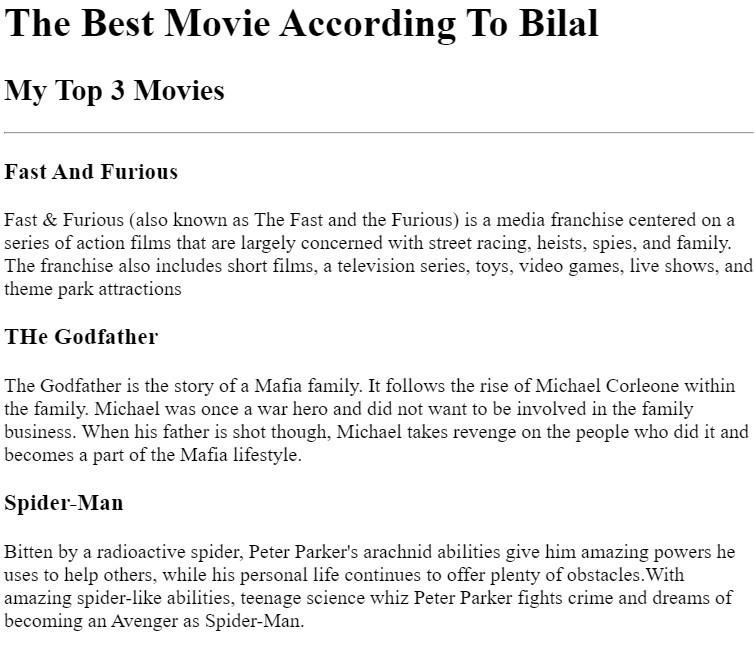 The Best Movie According To Bilal
My Top 3 Movies
Fast And Furious
Fast & Furious (also known as The Fast and the Furious) is a media franchise centered on a
series of action films that are largely concerned with street racing, heists, spies, and family.
The franchise also includes short films, a television series, toys, video games, live shows, and
theme park attractions
THe Godfather
The Godfather is the story of a Mafia family. It follows the rise of Michael Corleone within
the family. Michael was once a war hero and did not want to be involved in the family
business. When his father is shot though, Michael takes revenge on the people who did it and
becomes a part of the Mafia lifestyle.
Spider-Man
Bitten by a radioactive spider, Peter Parker's arachnid abilities give him amazing powers he
uses to help others, while his personal life continues to offer plenty of obstacles.With
amazing spider-like abilities, teenage science whiz Peter Parker fights crime and dreams of
becoming an Avenger as Spider-Man.